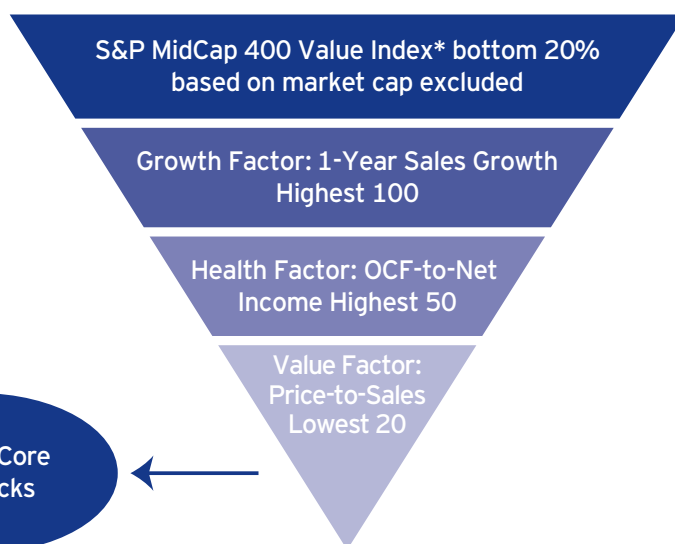 S&P MidCap 400 Value Index* bottom 20%
based on market cap excluded
Growth Factor: 1-Year Sales Growth
Highest 100
Health Factor: OCF-to-Net
Income Highest 50
Value Factor:
Price-to-Sales
Lowest 20
Core
cks